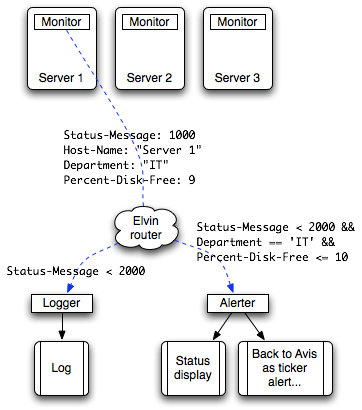 Monitor
Monitor
Monitor
Server 1
Server 2
Server 3
Status-Message: 1000
Host-Name: "Server 1"
Department: "IT"
Percent-Disk-Free: 9
Elvin
router
Status-Message < 2000 &&
Department == 'IT' &&
Percent-Disk-Free <= 10
Status-Message < 2000
Logger
Alerter
Log
Status
display
Back to Avis
as ticker
alert...